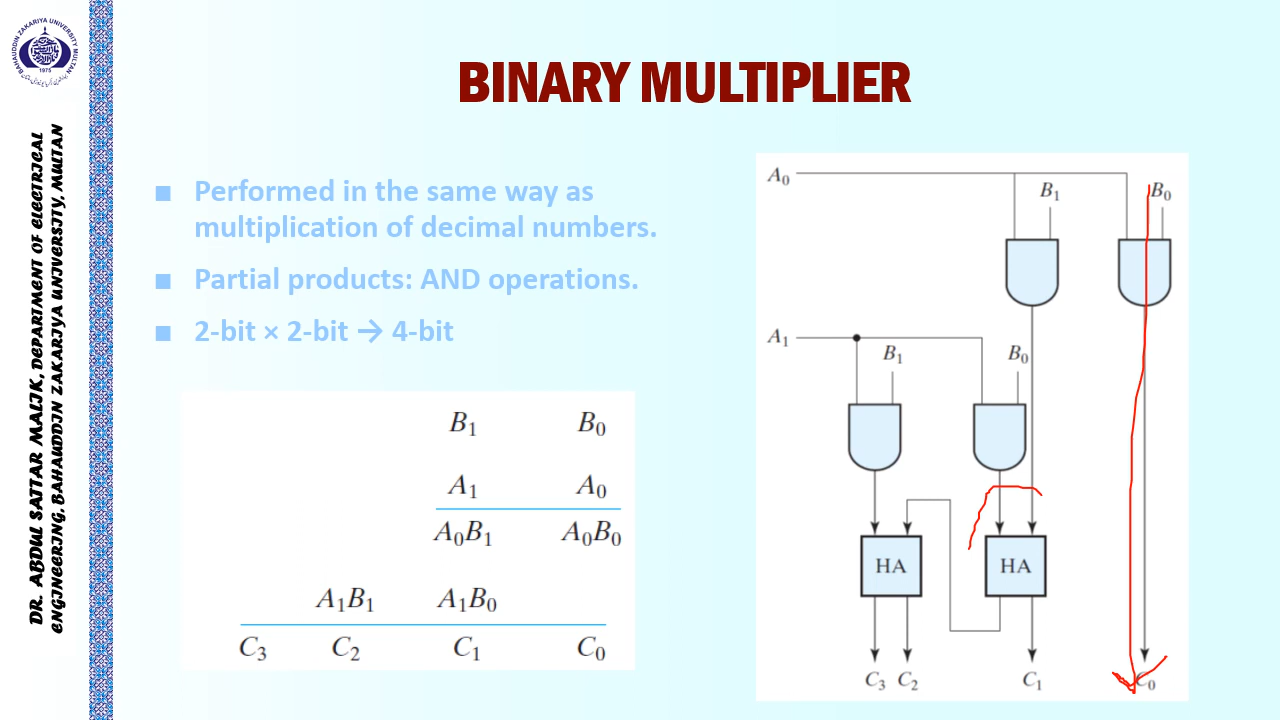 BAHAUDDIN ZAKARIYA UNIVERSITY MULTAN
1975
DR. ABDUL SATTAR MALIK, DEPARTMENT OF ELECTRICAL
ENGINEERING, BAHAUDDIN ZAKARIYA UNIVERSITY, MULTAN
BINARY MULTIPLIER
■ Performed in the same way as
multiplication of decimal numbers.
■ Partial products: AND operations.
■ 2-bit × 2-bit → 4-bit
B₁ B₀
A₁ A₀
A₀B₁ A₀B₀
A₁B₁ A₁B₀
C₃ C₂ C₁ C₀
A₀
B₁ B₀
A₁
B₁ B₀
HA HA
C₃ C₂ C₁ C₀